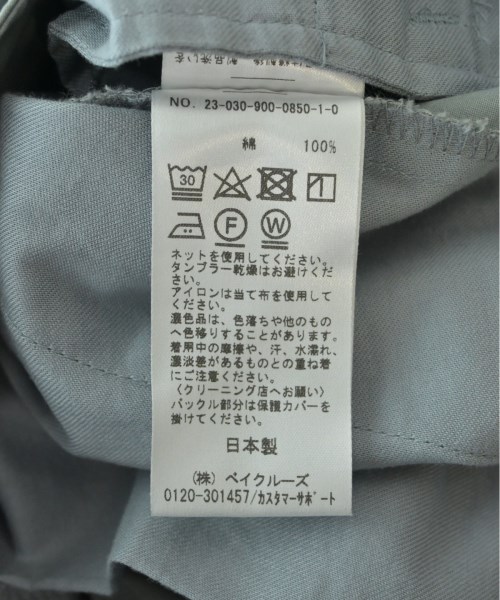 NO. 23-030-900-0850-1-0
綿 100%
30
F W
ネットを使用してください。
タンブラー乾燥はお避けくだ
さい。
アイロンは当て布を使用してくだ
さい。
濃色品は、色落ちや他のもの
へ色移りすることがあります。
着用中の摩擦や、汗、水濡れ、
濃淡差があるものとの重ね着
にご注意ください。
〈クリーニング店へお願い〉
バックル部分は保護カバーを
掛けてください。
日本製
(株) ベイクルーズ
0120-301457/カスタマーサポート